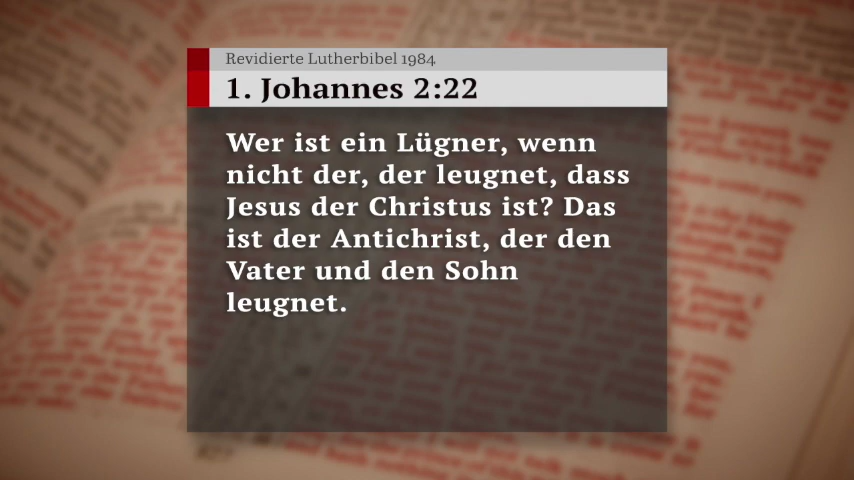 Revidierte Lutherbibel 1984
1. Johannes 2:22
Wer ist ein Lügner, wenn
nicht der, der leugnet, dass
Jesus der Christus ist? Das
ist der Antichrist, der den
Vater und den Sohn
leugnet.